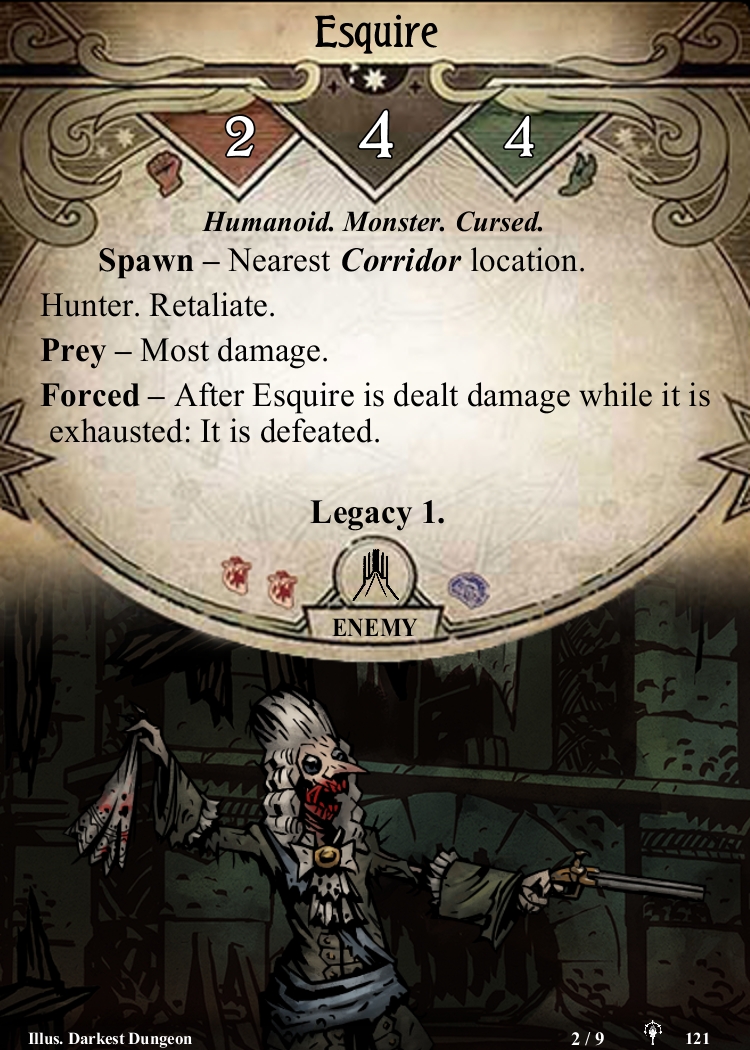 Esquire
2 4 4
Humanoid. Monster. Cursed.
Spawn – Nearest Corridor location.
Hunter. Retaliate.
Prey – Most damage.
Forced – After Esquire is dealt damage while it is
exhausted: It is defeated.
Legacy 1.
ENEMY
Illus. Darkest Dungeon 2 / 9 121